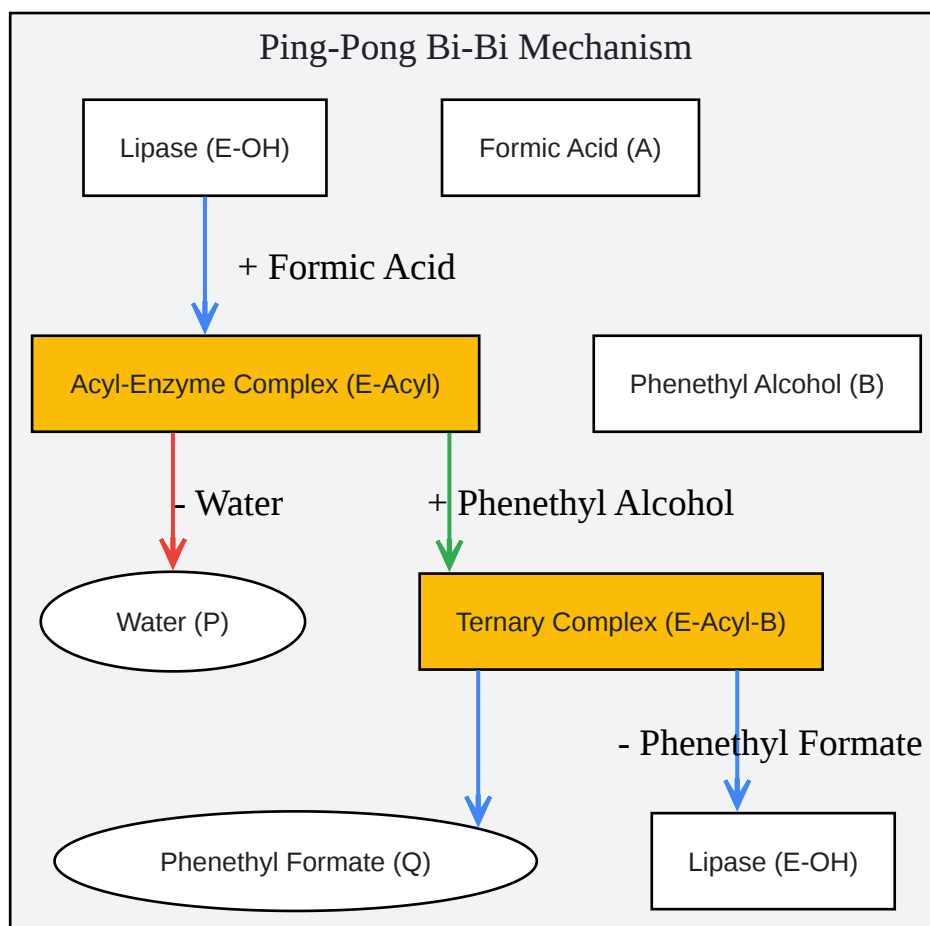 Ping-Pong Bi-Bi Mechanism
Lipase (E-OH)
Formic Acid (A)
+ Formic Acid
Acyl-Enzyme Complex (E-Acyl)
Phenethyl Alcohol (B)
- Water
+ Phenethyl Alcohol
Water (P)
Ternary Complex (E-Acyl-B)
- Phenethyl Formate
Phenethyl Formate (Q)
Lipase (E-OH)